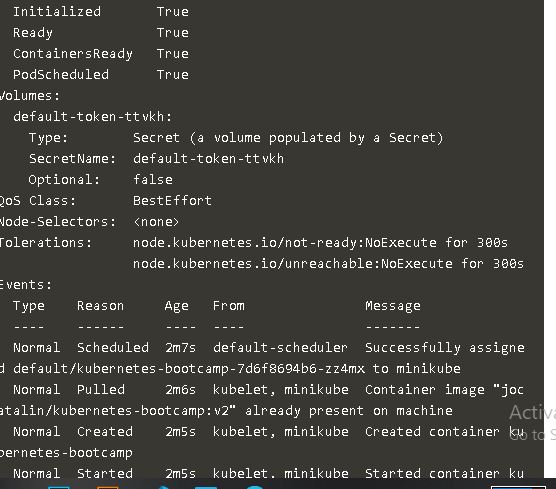 Initialized True
Ready True
ContainersReady True
PodScheduled True
Volumes:
default-token-ttvkh:
Type: Secret (a volume populated by a Secret)
SecretName: default-token-ttvkh
Optional: false
QoS Class: BestEffort
Node-Selectors: <none>
Tolerations: node.kubernetes.io/not-ready:NoExecute for 300s
node.kubernetes.io/unreachable:NoExecute for 300s
Events:
Type Reason Age From Message
---- ------ ---- ---- -------
Normal Scheduled 2m7s default-scheduler Successfully assigne
d default/kubernetes-bootcamp-7d6f8694b6-zz4mx to minikube
Normal Pulled 2m6s kubelet, minikube Container image "joc
atalin/kubernetes-bootcamp:v2" already present on machine
Normal Created 2m5s kubelet, minikube Created container ku
bernetes-bootcamp
Normal Started 2m5s kubelet, minikube Started container ku
Activa
Go to S